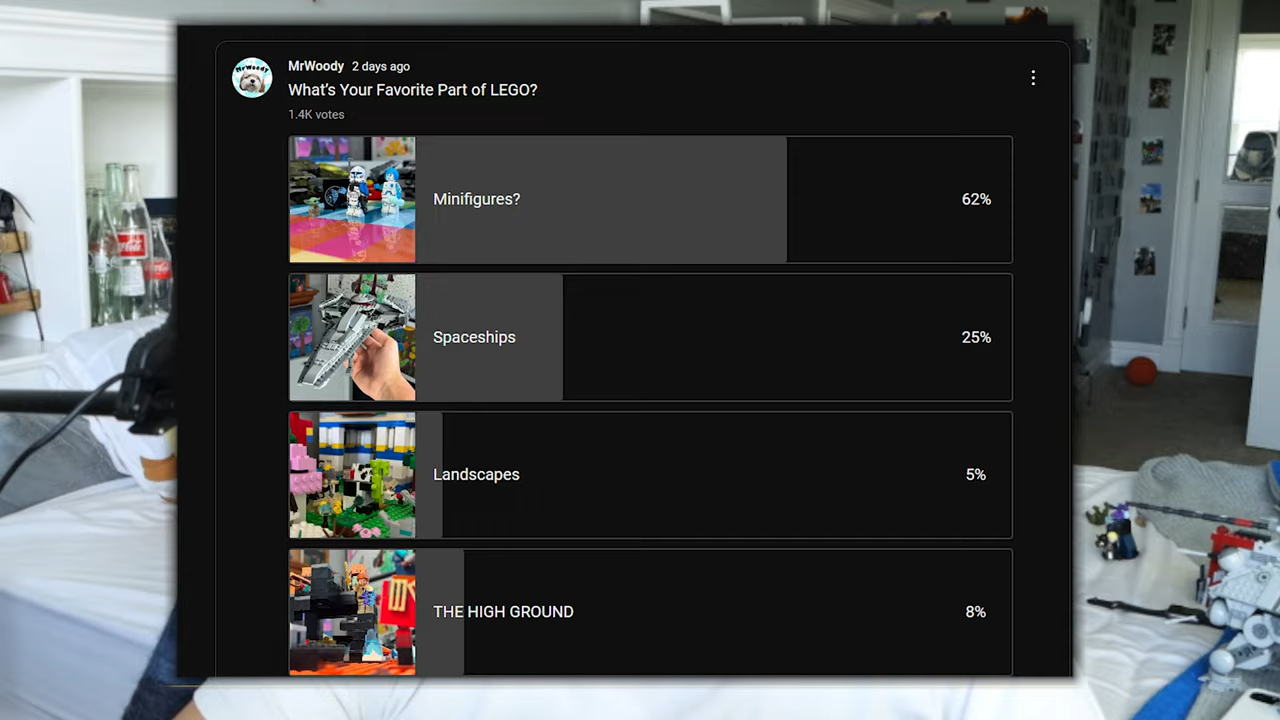 MrWoody 2 days ago
What's Your Favorite Part of LEGO?
1.4K votes
Minifigures? 62%
Spaceships 25%
Landscapes 5%
THE HIGH GROUND 8%